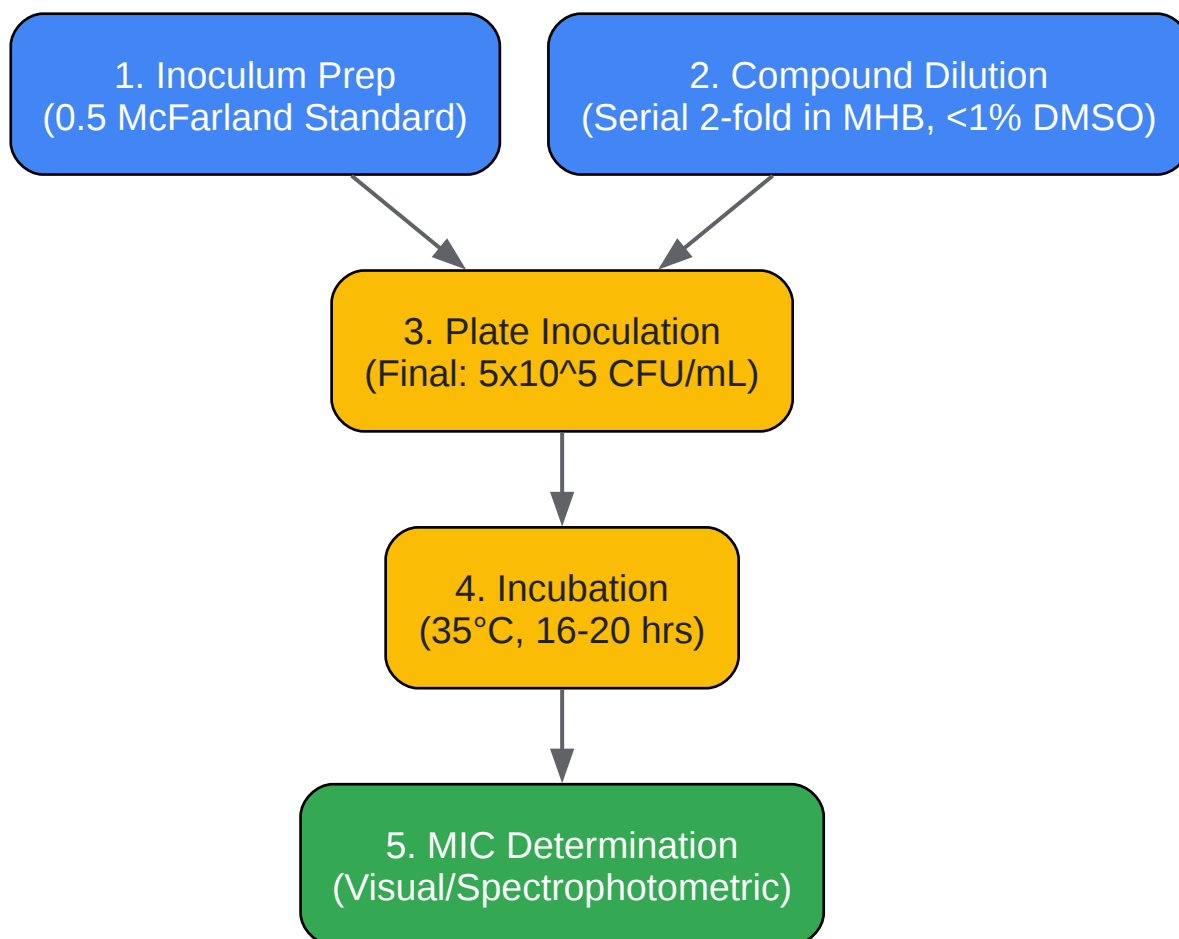 1. Inoculum Prep
(0.5 McFarland Standard)
2. Compound Dilution
(Serial 2-fold in MHB, <1% DMSO)
3. Plate Inoculation
(Final: 5x10^5 CFU/mL)
4. Incubation
(35°C, 16-20 hrs)
5. MIC Determination
(Visual/Spectrophotometric)